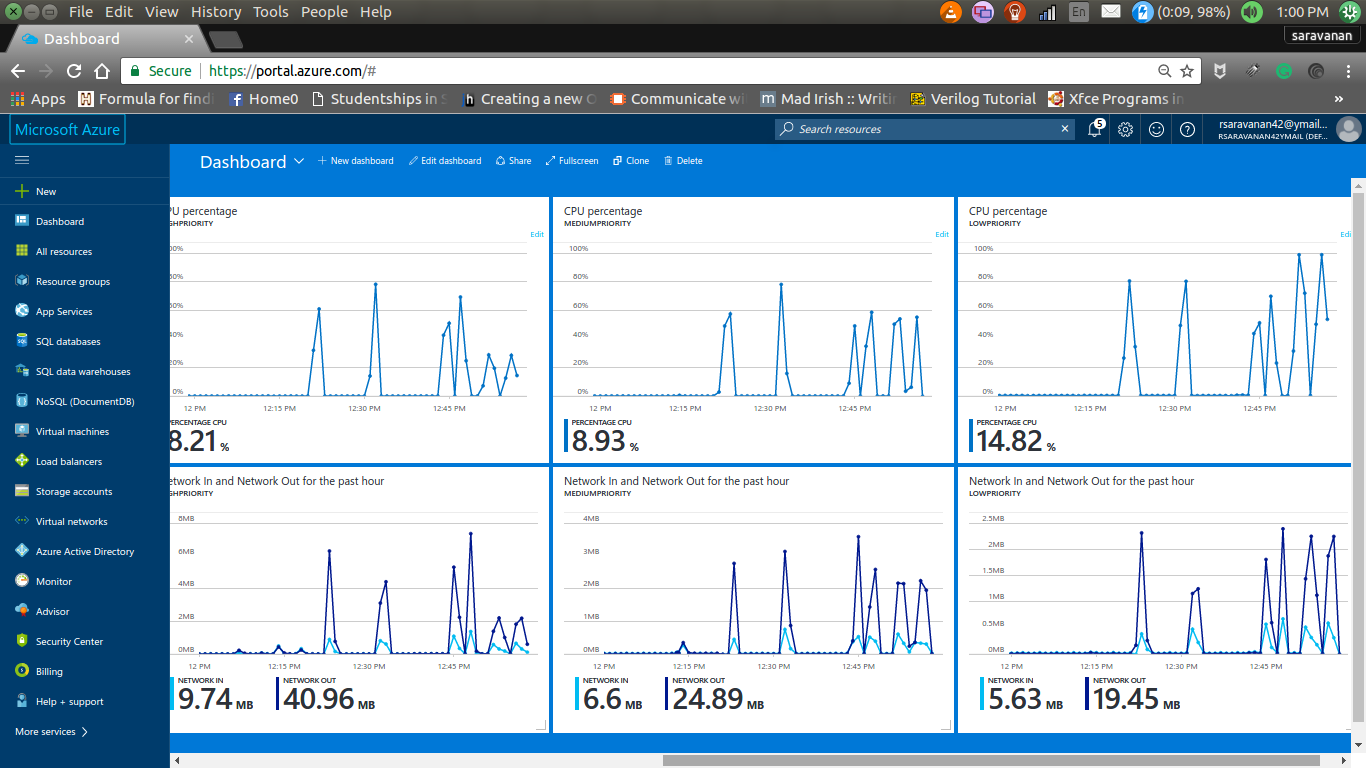 File Edit View History Tools People Help
En (0:09, 98%) 1:00 PM
Dashboard
saravanan
Secure https://portal.azure.com/#
Apps Formula for findi Home0 Studentships in S Creating a new O Communicate wi Mad Irish :: Writi Verilog Tutorial Xfce Programs in »
Microsoft Azure
Search resources
5
rsaravanan42@ymail...
RSARAVANAN42YMAIL (DEF...
New
Dashboard
All resources
Resource groups
App Services
SQL databases
SQL data warehouses
NoSQL (DocumentDB)
Virtual machines
Load balancers
Storage accounts
Virtual networks
Azure Active Directory
Monitor
Advisor
Security Center
Billing
Help + support
More services
Dashboard New dashboard Edit dashboard Share Fullscreen Clone Delete
PU percentage
GHPRIORITY
Edit
00%
80%
60%
40%
20%
0%
12 PM 12:15 PM 12:30 PM 12:45 PM
PERCENTAGE CPU
8.21 %
CPU percentage
MEDIUMPRIORITY
Edit
100%
80%
60%
40%
20%
0%
12 PM 12:15 PM 12:30 PM 12:45 PM
PERCENTAGE CPU
8.93 %
CPU percentage
LOWPRIORITY
Edi
100%
80%
60%
40%
20%
0%
12 PM 12:15 PM 12:30 PM 12:45 PM
PERCENTAGE CPU
14.82 %
etwork In and Network Out for the past hour
GHPRIORITY
8MB
6MB
4MB
2MB
0MB
12 PM 12:15 PM 12:30 PM 12:45 PM
NETWORK IN NETWORK OUT
9.74 MB 40.96 MB
Network In and Network Out for the past hour
MEDIUMPRIORITY
4MB
3MB
2MB
1MB
0MB
12 PM 12:15 PM 12:30 PM 12:45 PM
NETWORK IN NETWORK OUT
6.6 MB 24.89 MB
Network In and Network Out for the past hour
LOWPRIORITY
2.5MB
2MB
1.5MB
1MB
0.5MB
0MB
12 PM 12:15 PM 12:30 PM 12:45 PM
NETWORK IN NETWORK OUT
5.63 MB 19.45 MB